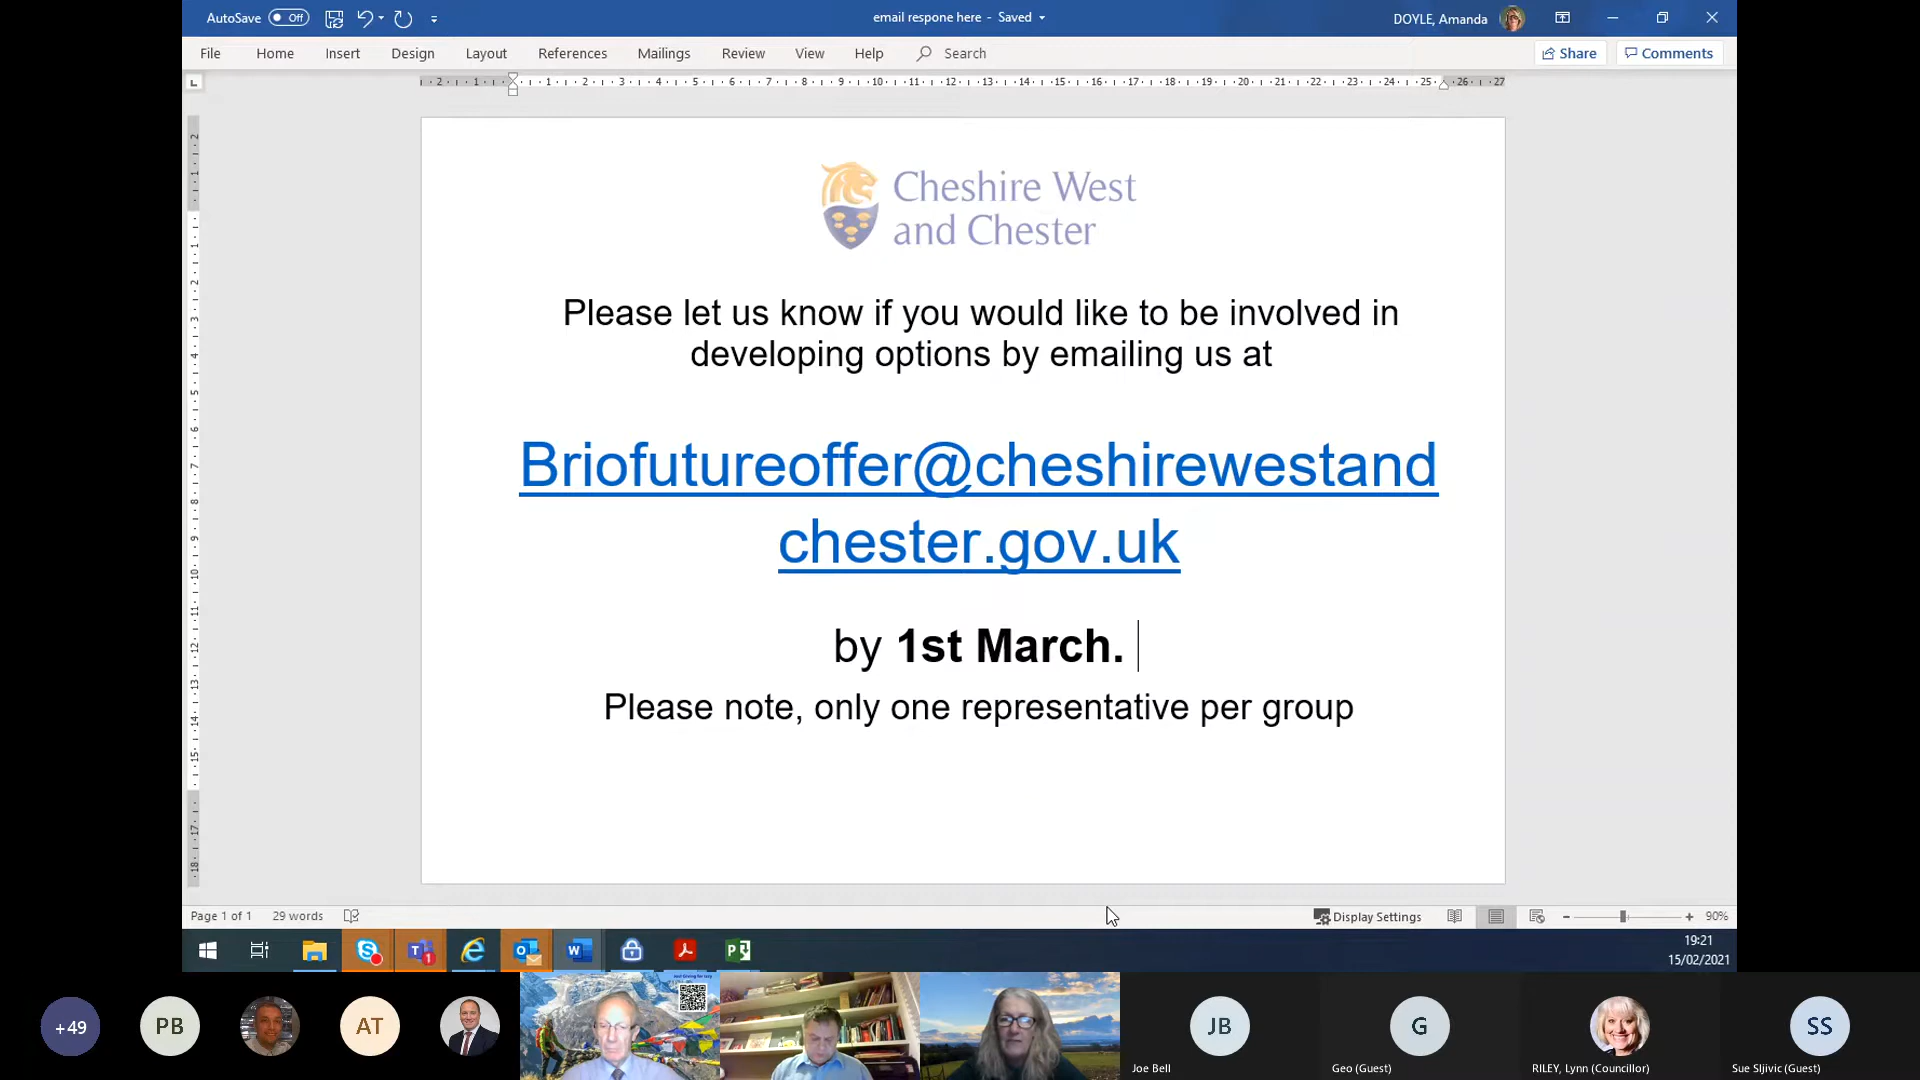 AutoSave Off email respone here - Saved DOYLE, Amanda
File Home Insert Design Layout References Mailings Review View Help Search Share Comments
Cheshire West
and Chester
Please let us know if you would like to be involved in
developing options by emailing us at
Briofutureoffer@cheshirewestand
chester.gov.uk
by 1st March.
Please note, only one representative per group
Page 1 of 1 29 words Display Settings 90%
19:21
15/02/2021
+49 PB AT JB G SS
Joe Bell Geo (Guest) RILEY, Lynn (Councillor) Sue Sljivic (Guest)